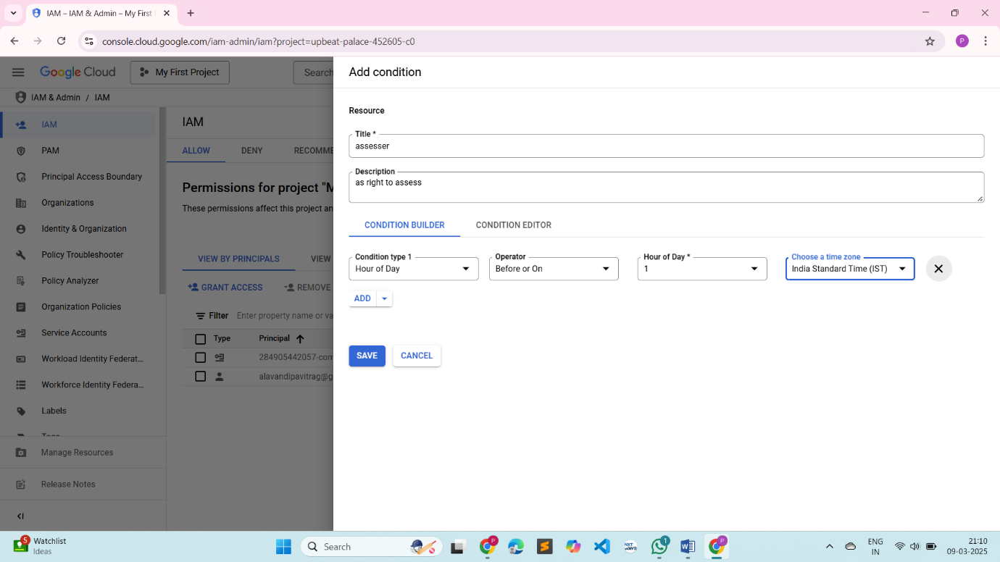 IAM – IAM & Admin – My First
console.cloud.google.com/iam-admin/iam?project=upbeat-palace-452605-c0
P
Google Cloud
My First Project
Search
IAM & Admin / IAM
IAM
PAM
Principal Access Boundary
Organizations
Identity & Organization
Policy Troubleshooter
Policy Analyzer
Organization Policies
Service Accounts
Workload Identity Federat...
Workforce Identity Federa...
Labels
Tags
Manage Resources
Release Notes
IAM
ALLOW DENY RECOMME
Permissions for project "M
These permissions affect this project an
VIEW BY PRINCIPALS VIEW
GRANT ACCESS REMOVE
Filter Enter property name or va
Type Principal
284905442057-com
alavandipavitrag@g
Add condition
Resource
Title *
assesser
Description
as right to assess
CONDITION BUILDER CONDITION EDITOR
Condition type 1 Operator Hour of Day * Choose a time zone
Hour of Day Before or On 1 India Standard Time (IST)
ADD
SAVE CANCEL
5
Watchlist
Ideas
Search
P
NXT
WAVE
1
P
ENG
IN
21:10
09-03-2025